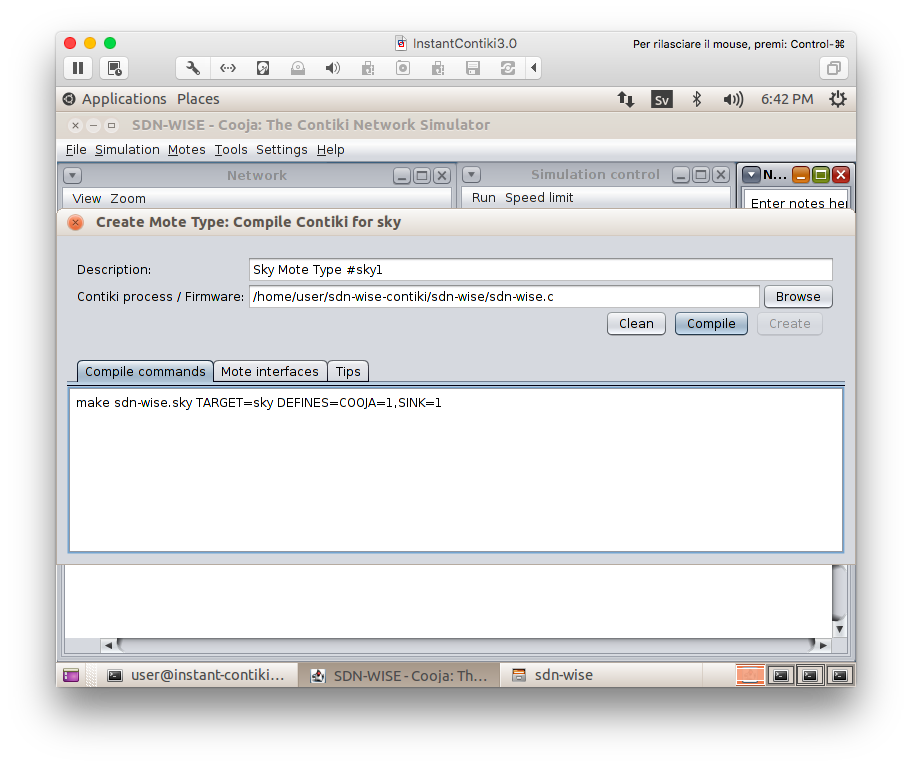 InstantContiki3.0
Per rilasciare il mouse, premi: Control-⌘
Applications Places
Sv
6:42 PM
SDN-WISE - Cooja: The Contiki Network Simulator
File Simulation Motes Tools Settings Help
Network
Simulation control
N...
View Zoom
Run Speed limit
Enter notes her
Create Mote Type: Compile Contiki for sky
Description:
Sky Mote Type #sky1
Contiki process / Firmware:
/home/user/sdn-wise-contiki/sdn-wise/sdn-wise.c
Browse
Clean
Compile
Create
Compile commands
Mote interfaces
Tips
make sdn-wise.sky TARGET=sky DEFINES=COOJA=1,SINK=1
user@instant-contiki...
SDN-WISE - Cooja: Th...
sdn-wise